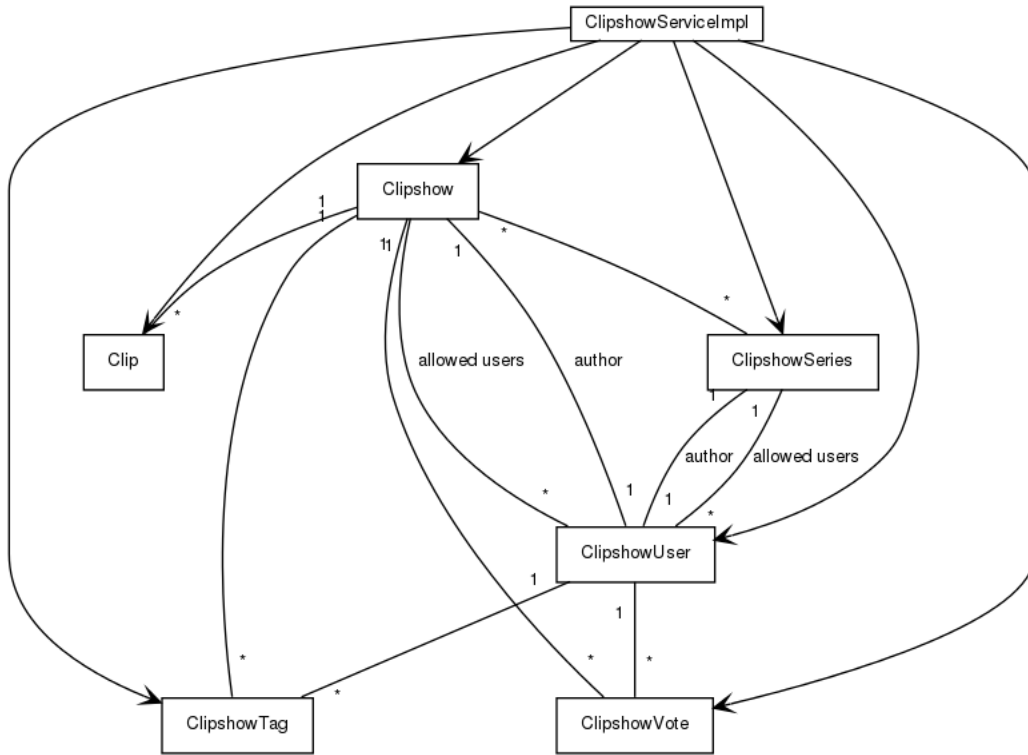 ClipshowServiceImpl
Clipshow
1
1
11
1
*
*
*
Clip
allowed users
author
ClipshowSeries
1
1
author
allowed users
*
1
1
*
ClipshowUser
1
1
*
*
*
*
ClipshowTag
ClipshowVote